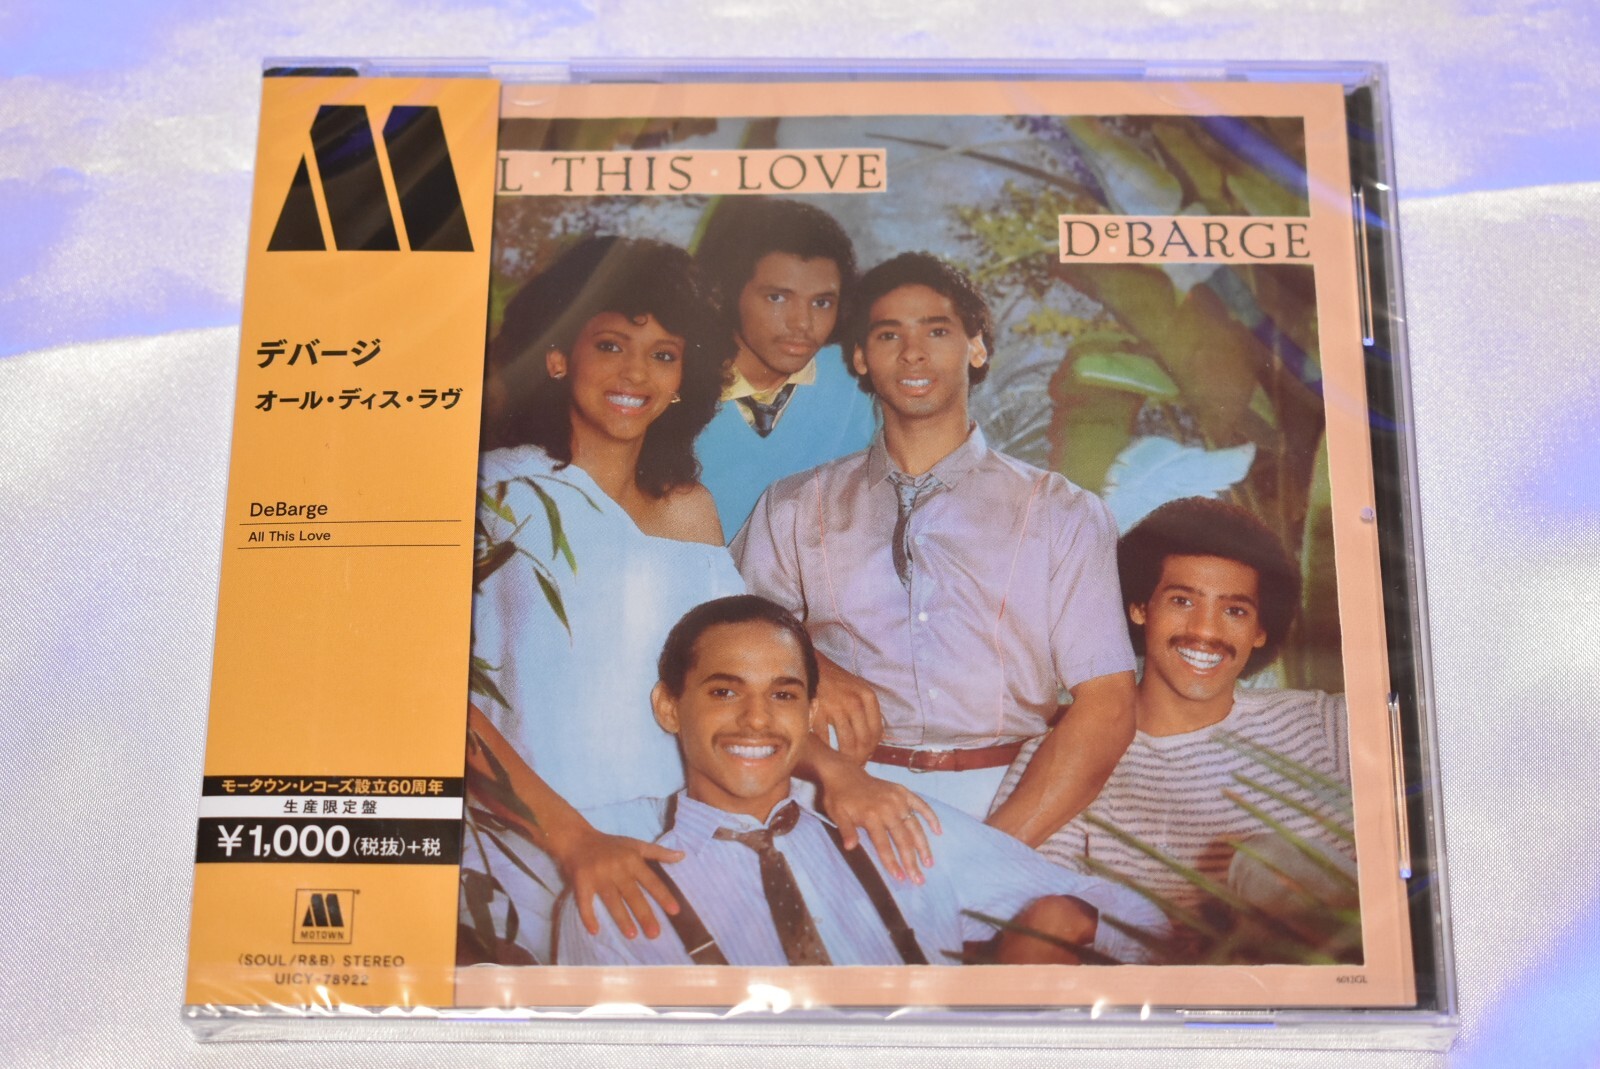 デバージ
オール・ディス・ラヴ
DeBarge
All This Love
モータウン・レコーズ設立60周年
生産限定盤
￥1,000(税抜)+税
MOTOWN
(SOUL/R&B) STEREO
UICY-78922
L·THIS·LOVE
DeBARGE
6012GL